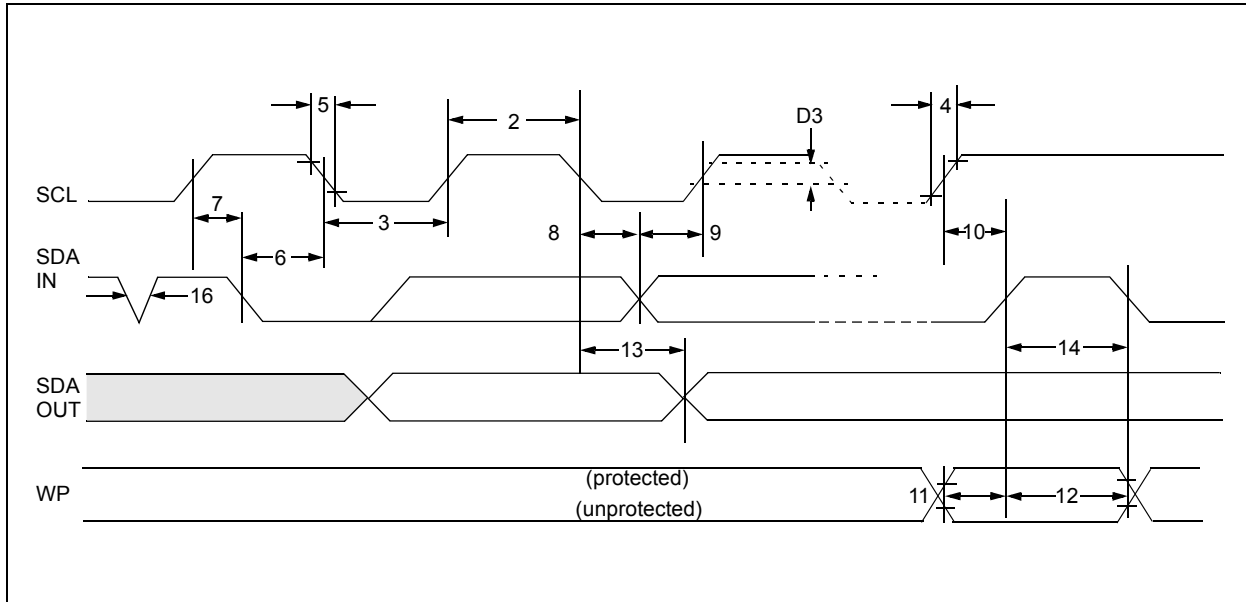 5
2
D3
4
SCL
7
3
8
9
10
SDA
IN
6
16
13
14
SDA
OUT
WP
(protected)
(unprotected)
11
12